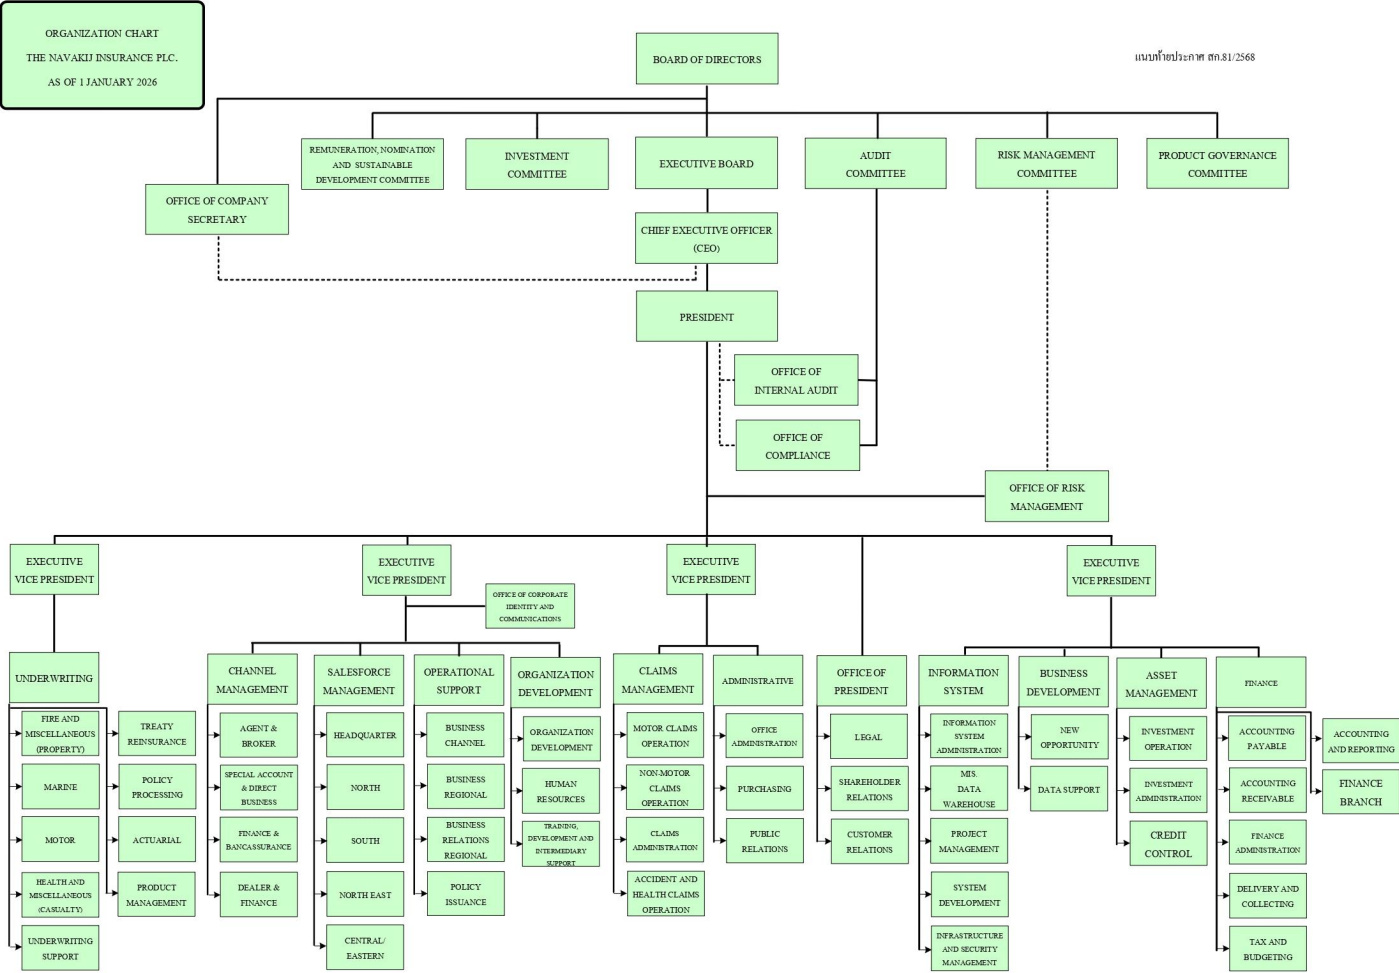 ORGANIZATION CHART
THE NAVAKIJ INSURANCE PLC.
AS OF 1 JANUARY 2026
แนบท้ายประกาศ สก.81/2568
BOARD OF DIRECTORS
REMUNERATION, NOMINATION
AND SUSTAINABLE
DEVELOPMENT COMMITTEE
INVESTMENT
COMMITTEE
EXECUTIVE BOARD
AUDIT
COMMITTEE
RISK MANAGEMENT
COMMITTEE
PRODUCT GOVERNANCE
COMMITTEE
OFFICE OF COMPANY
SECRETARY
CHIEF EXECUTIVE OFFICER
(CEO)
PRESIDENT
OFFICE OF
INTERNAL AUDIT
OFFICE OF
COMPLIANCE
OFFICE OF RISK
MANAGEMENT
EXECUTIVE
VICE PRESIDENT
EXECUTIVE
VICE PRESIDENT
EXECUTIVE
VICE PRESIDENT
EXECUTIVE
VICE PRESIDENT
OFFICE OF CORPORATE
IDENTITY AND
COMMUNICATIONS
UNDERWRITING
FIRE AND
MISCELLANEOUS
(PROPERTY)
MARINE
MOTOR
HEALTH AND
MISCELLANEOUS
(CASUALTY)
UNDERWRITING
SUPPORT
TREATY
REINSURANCE
POLICY
PROCESSING
ACTUARIAL
PRODUCT
MANAGEMENT
CHANNEL
MANAGEMENT
AGENT &
BROKER
SPECIAL ACCOUNT
& DIRECT
BUSINESS
FINANCE &
BANCASSURANCE
DEALER &
FINANCE
SALESFORCE
MANAGEMENT
HEADQUARTER
NORTH
SOUTH
NORTH EAST
CENTRAL/
EASTERN
OPERATIONAL
SUPPORT
BUSINESS
CHANNEL
BUSINESS
REGIONAL
BUSINESS
RELATIONS
REGIONAL
POLICY
ISSUANCE
ORGANIZATION
DEVELOPMENT
ORGANIZATION
DEVELOPMENT
HUMAN
RESOURCES
TRAINING,
DEVELOPMENT AND
INTERMEDIARY
SUPPORT
CLAIMS
MANAGEMENT
MOTOR CLAIMS
OPERATION
NON-MOTOR
CLAIMS
OPERATION
CLAIMS
ADMINISTRATION
ACCIDENT AND
HEALTH CLAIMS
OPERATION
ADMINISTRATIVE
OFFICE
ADMINISTRATION
PURCHASING
PUBLIC
RELATIONS
OFFICE OF
PRESIDENT
LEGAL
SHAREHOLDER
RELATIONS
CUSTOMER
RELATIONS
INFORMATION
SYSTEM
INFORMATION
SYSTEM
ADMINISTRATION
MIS.
DATA
WAREHOUSE
PROJECT
MANAGEMENT
SYSTEM
DEVELOPMENT
INFRASTRUCTURE
AND SECURITY
MANAGEMENT
BUSINESS
DEVELOPMENT
NEW
OPPORTUNITY
DATA SUPPORT
ASSET
MANAGEMENT
INVESTMENT
OPERATION
INVESTMENT
ADMINISTRATION
CREDIT
CONTROL
FINANCE
ACCOUNTING
PAYABLE
ACCOUNTING
RECEIVABLE
FINANCE
ADMINISTRATION
DELIVERY AND
COLLECTING
TAX AND
BUDGETING
ACCOUNTING
AND REPORTING
FINANCE
BRANCH